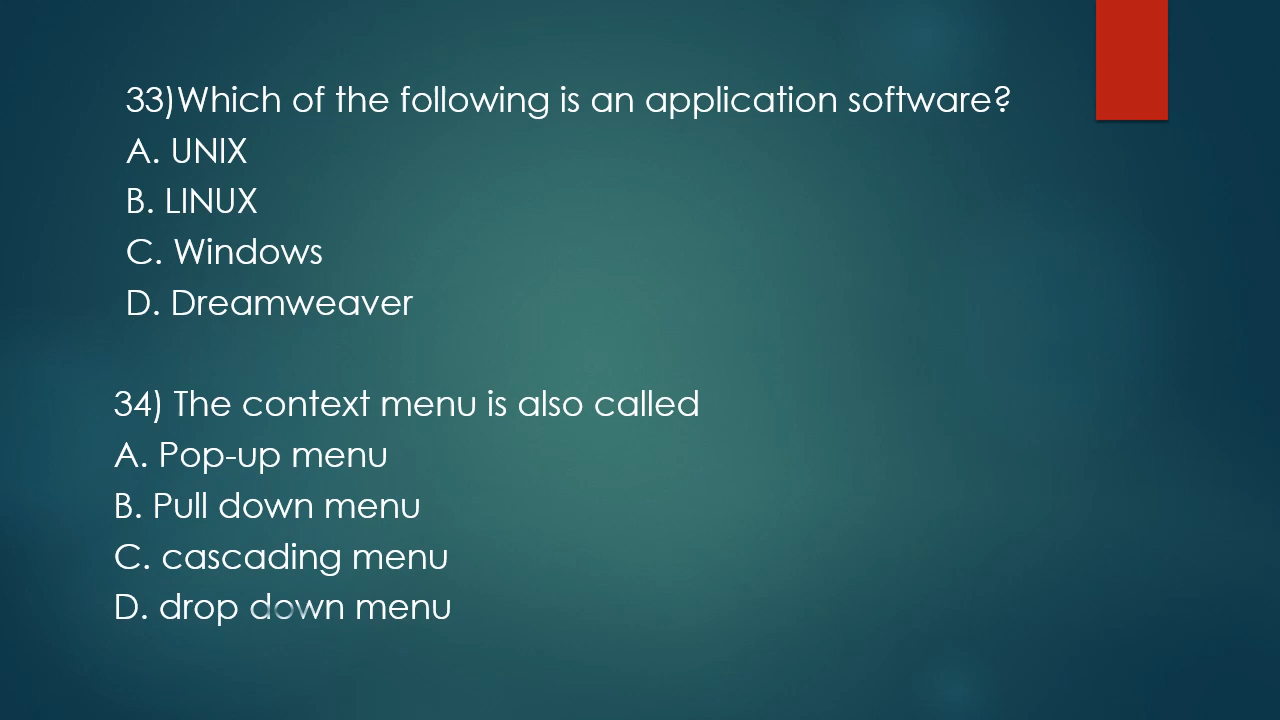 33)Which of the following is an application software?
A. UNIX
B. LINUX
C. Windows
D. Dreamweaver
34) The context menu is also called
A. Pop-up menu
B. Pull down menu
C. cascading menu
D. drop down menu